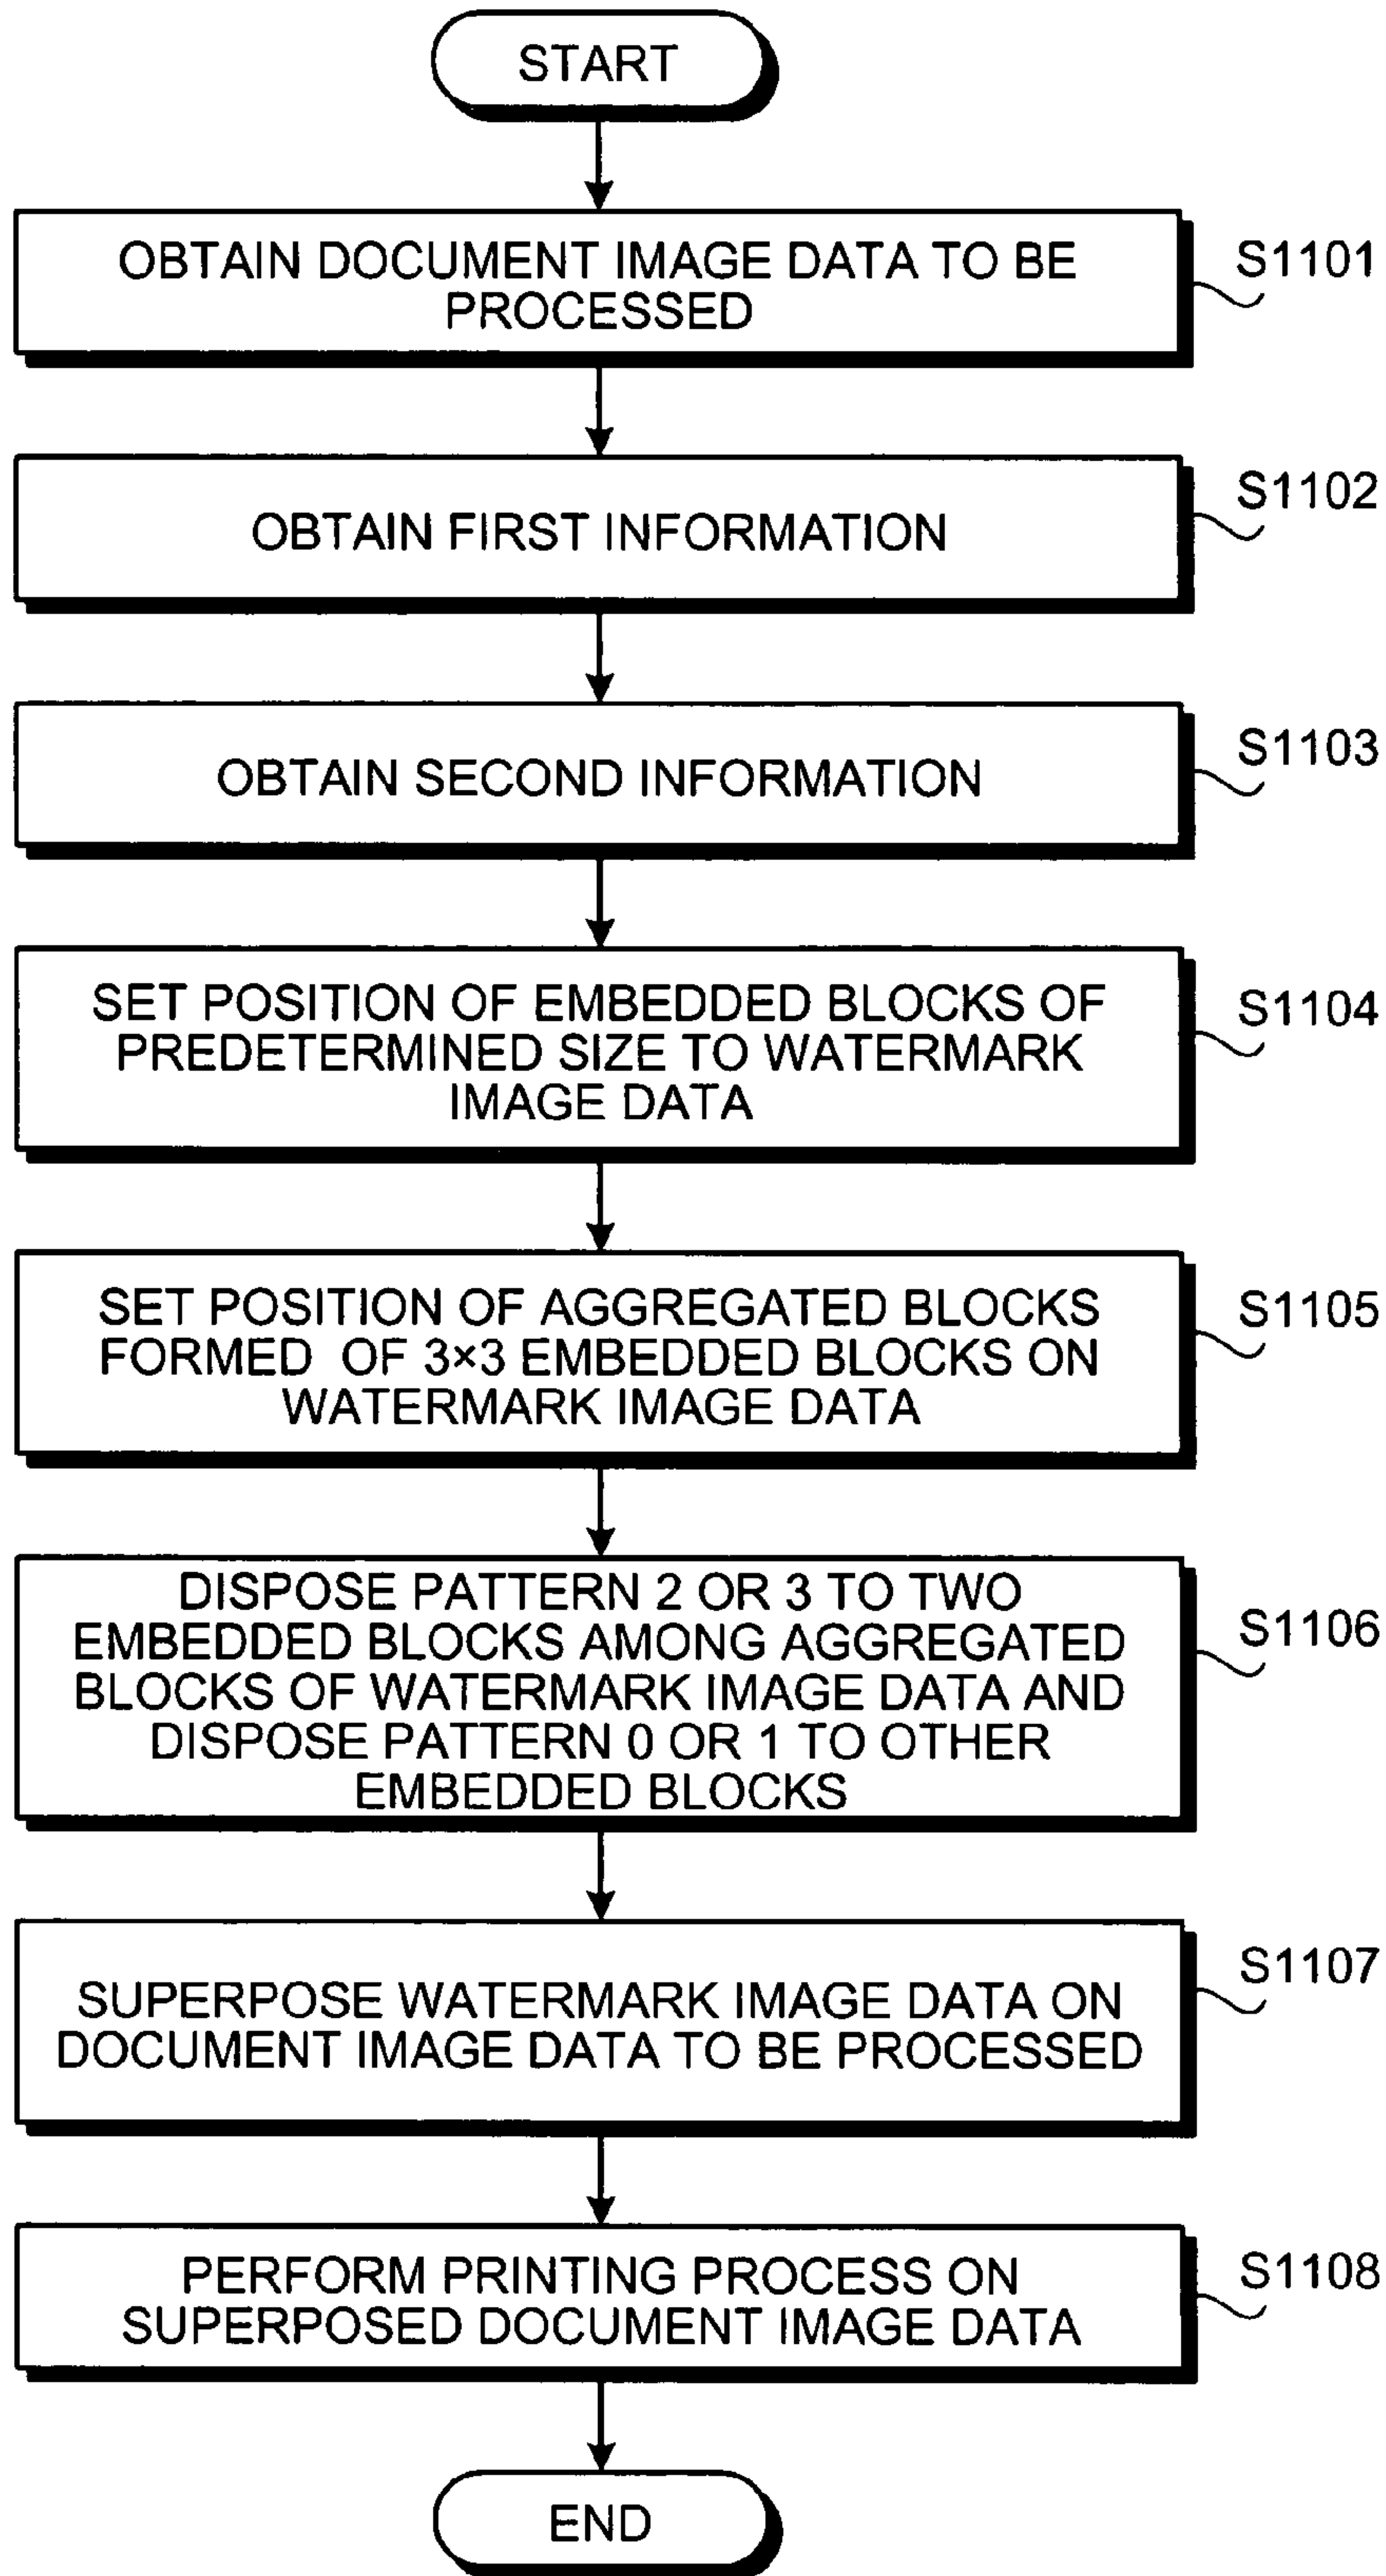 START
OBTAIN DOCUMENT IMAGE DATA TO BE
PROCESSED
S1101
OBTAIN FIRST INFORMATION
S1102
OBTAIN SECOND INFORMATION
S1103
SET POSITION OF EMBEDDED BLOCKS OF
PREDETERMINED SIZE TO WATERMARK
IMAGE DATA
S1104
SET POSITION OF AGGREGATED BLOCKS
FORMED OF 3×3 EMBEDDED BLOCKS ON
WATERMARK IMAGE DATA
S1105
DISPOSE PATTERN 2 OR 3 TO TWO
EMBEDDED BLOCKS AMONG AGGREGATED
BLOCKS OF WATERMARK IMAGE DATA AND
DISPOSE PATTERN 0 OR 1 TO OTHER
EMBEDDED BLOCKS
S1106
SUPERPOSE WATERMARK IMAGE DATA ON
DOCUMENT IMAGE DATA TO BE PROCESSED
S1107
PERFORM PRINTING PROCESS ON
SUPERPOSED DOCUMENT IMAGE DATA
S1108
END